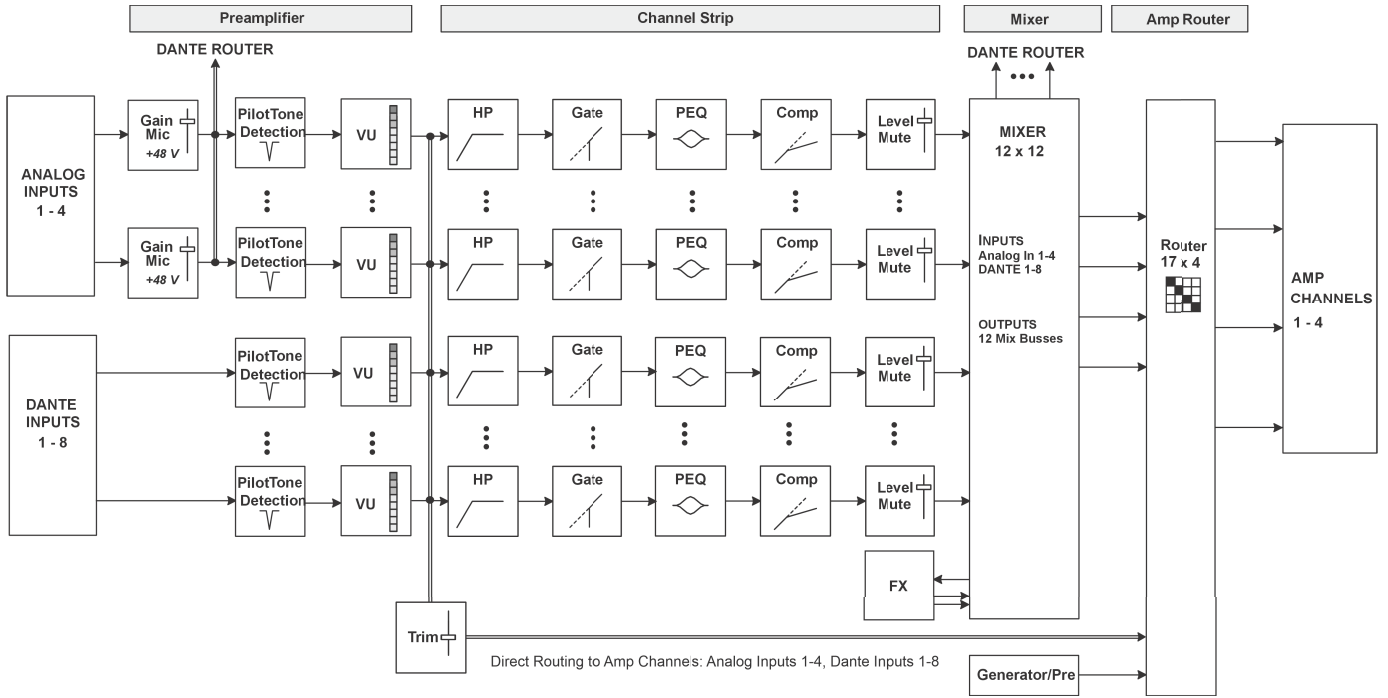 Preamplifier
Channel Strip
Mixer
Amp Router
DANTE ROUTER
DANTE ROUTER
ANALOG
INPUTS
1 - 4
Gain
Mic
+48 V
PilotTone
Detection
VU
HP
Gate
PEQ
Comp
Level
Mute
MIXER
12 x 12
Gain
Mic
+48 V
PilotTone
Detection
VU
HP
Gate
PEQ
Comp
Level
Mute
INPUTS
Analog In 1-4
DANTE 1-8
OUTPUTS
12 Mix Busses
Router
17 x 4
AMP
CHANNELS
1 - 4
DANTE
INPUTS
1 - 8
PilotTone
Detection
VU
HP
Gate
PEQ
Comp
Level
Mute
PilotTone
Detection
VU
HP
Gate
PEQ
Comp
Level
Mute
FX
Trim
Direct Routing to Amp Channels: Analog Inputs 1-4, Dante Inputs 1-8
Generator/Pre